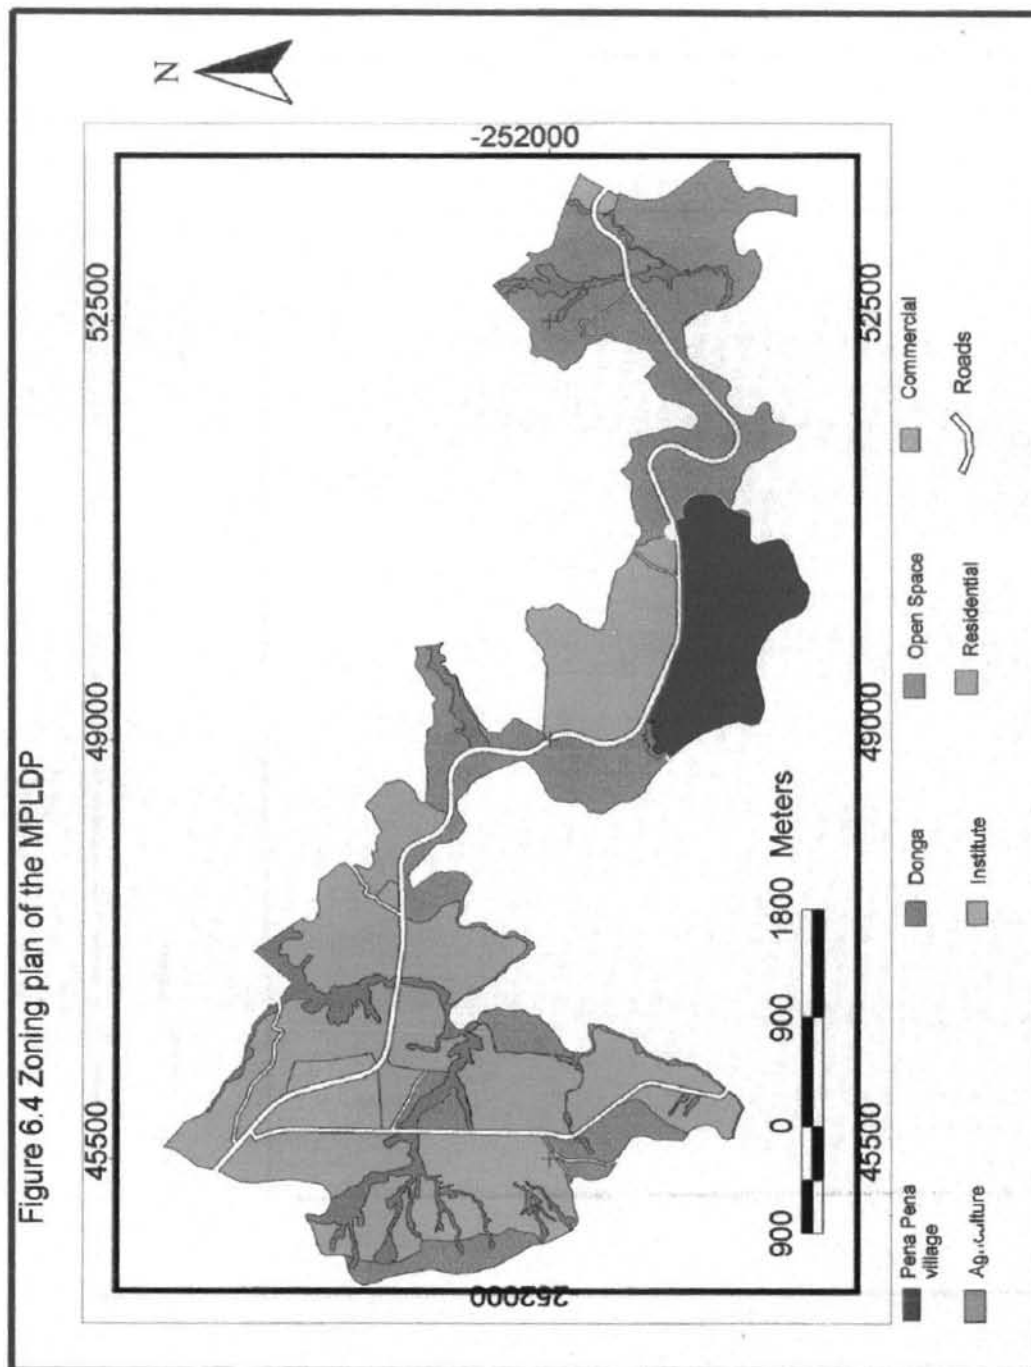 Figure 6.4 Zoning plan of the MPLDP
N
45500 49000 52500
252000
-252000
900 0 900 1800 Meters
45500 49000 52500
Pena Pena
village
Donga
Open Space
Commercial
Institute
Residential
Roads